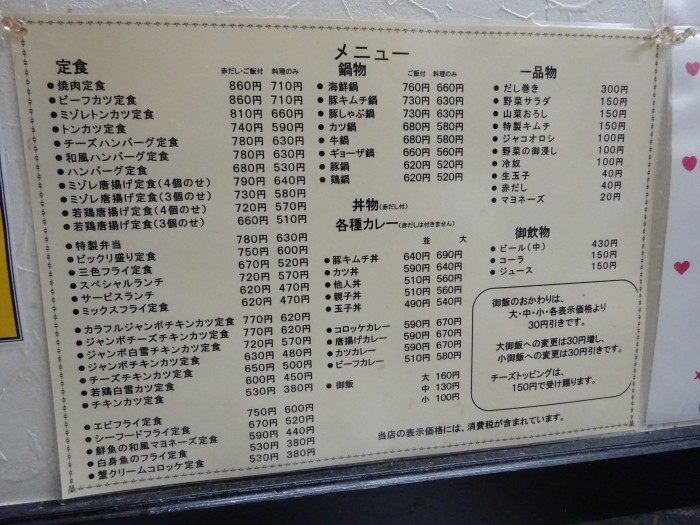 メニュー
定食 赤だし・ご飯付 料理のみ
●焼肉定食 860円 710円
●ビーフカツ定食 860円 710円
●ミゾレトンカツ定食 810円 660円
●トンカツ定食 740円 590円
●チーズハンバーグ定食 780円 630円
●和風ハンバーグ定食 780円 630円
●ハンバーグ定食 680円 530円
●ミゾレ唐揚げ定食(4個のせ) 790円 640円
●ミゾレ唐揚げ定食(3個のせ) 730円 580円
●若鶏唐揚げ定食(4個のせ) 720円 570円
●若鶏唐揚げ定食(3個のせ) 660円 510円
●特製弁当 780円 630円
●ビックリ盛り定食 750円 600円
●三色フライ定食 670円 520円
●スペシャルランチ 720円 570円
●サービスランチ 620円 470円
●ミックスフライ定食 620円 470円
●カラフルジャンボチキンカツ定食 770円 620円
●ジャンボチーズチキンカツ定食 770円 620円
●ジャンボ白雪チキンカツ定食 720円 570円
●ジャンボチキンカツ定食 630円 480円
●チーズチキンカツ定食 650円 500円
●若鶏白雪カツ定食 600円 450円
●チキンカツ定食 530円 380円
●エビフライ定食 750円 600円
●シーフードフライ定食 670円 520円
●鮮魚の和風マヨネーズ定食 590円 440円
●白身魚のフライ定食 530円 380円
●蟹クリームコロッケ定食 530円 380円
鍋物 ご飯付 料理のみ
●海鮮鍋 760円 660円
●豚キムチ鍋 730円 630円
●豚しゃぶ鍋 730円 630円
●カツ鍋 680円 580円
●牛鍋 680円 580円
●ギョーザ鍋 660円 560円
●豚鍋 620円 520円
●鶏鍋 620円 520円
丼物(赤だし付)
各種カレー(赤だしは付きません)
並 大
●豚キムチ丼 640円 690円
●カツ丼 590円 640円
●他人丼 510円 560円
●親子丼 510円 560円
●玉子丼 490円 540円
●コロッケカレー 590円 670円
●唐揚げカレー 590円 670円
●カツカレー 590円 670円
●ビーフカレー 510円 580円
●御飯 大 160円
中 130円
小 100円
一品物
●だし巻き 300円
●野菜サラダ 150円
●山菜おろし 150円
●特製キムチ 150円
●ジャコオロシ 100円
●野菜の御浸し 100円
●冷奴 100円
●生玉子 40円
●赤だし 40円
●マヨネーズ 20円
御飲物
●ビール(中) 430円
●コーラ 150円
●ジュース 150円
御飯のおかわりは、
大・中・小・各表示価格より
30円引きです。
大御飯への変更は30円増し、
小御飯への変更は30円引きです。
チーズトッピングは、
150円で受け賜ります。
当店の表示価格には、消費税が含まれています。